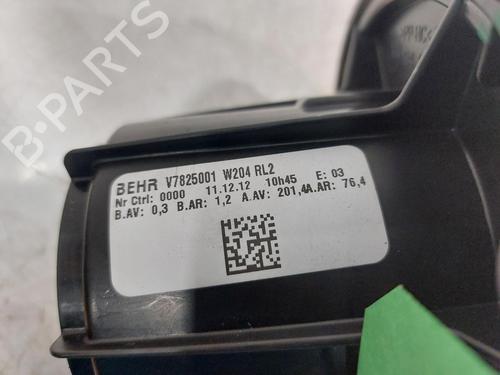 B-PARTS
BEHR V7825001 W204 RL2
Nr Ctrl: 0000 11.12.12 10h45 E: 03
B.AV: 0,3 B.AR: 1,2 A.AV: 201,4A.AR: 76,4